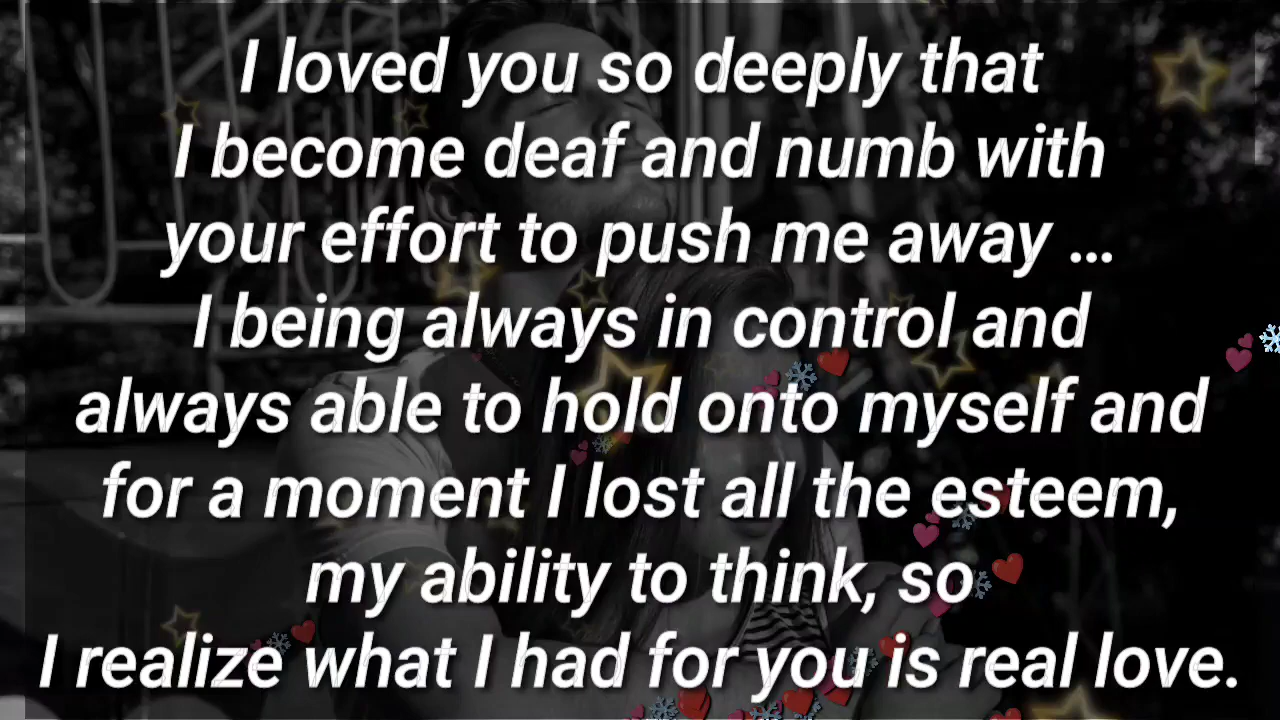 I loved you so deeply that
I become deaf and numb with
your effort to push me away ...
I being always in control and
always able to hold onto myself and
for a moment I lost all the esteem,
my ability to think, so
I realize what I had for you is real love.